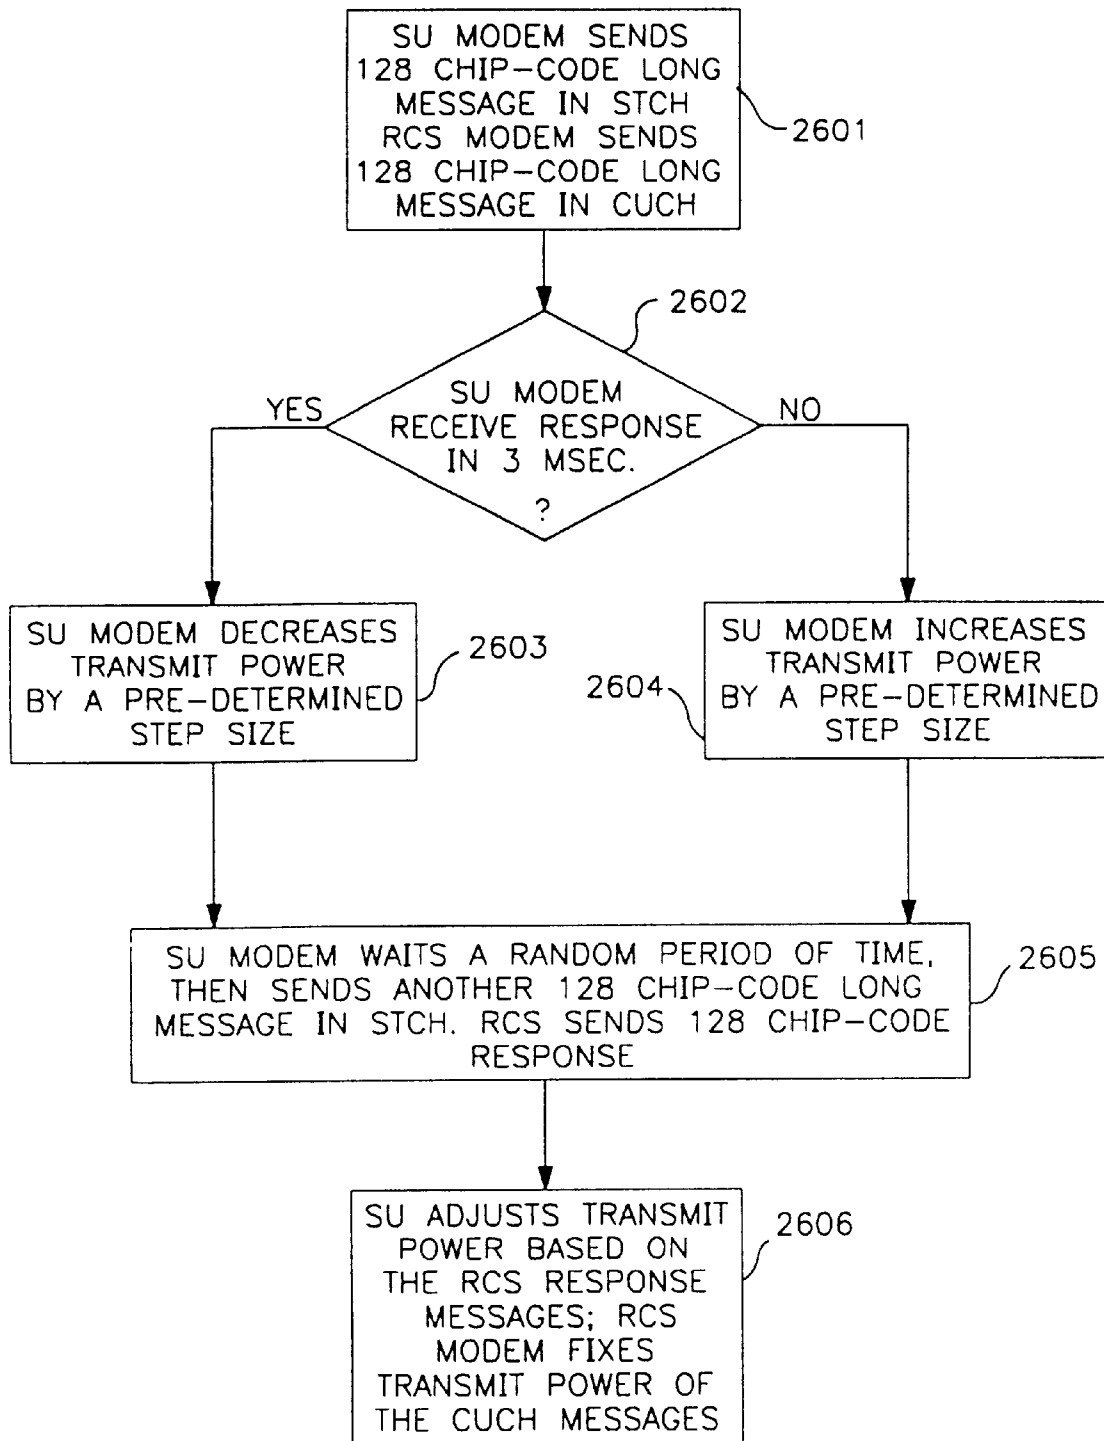 SU MODEM SENDS
128 CHIP-CODE LONG
MESSAGE IN STCH
RCS MODEM SENDS
128 CHIP-CODE LONG
MESSAGE IN CUCH
2601
2602
SU MODEM
RECEIVE RESPONSE
IN 3 MSEC.
?
YES
NO
SU MODEM DECREASES
TRANSMIT POWER
BY A PRE-DETERMINED
STEP SIZE
2603
SU MODEM INCREASES
TRANSMIT POWER
BY A PRE-DETERMINED
STEP SIZE
2604
SU MODEM WAITS A RANDOM PERIOD OF TIME,
THEN SENDS ANOTHER 128 CHIP-CODE LONG
MESSAGE IN STCH. RCS SENDS 128 CHIP-CODE
RESPONSE
2605
SU ADJUSTS TRANSMIT
POWER BASED ON
THE RCS RESPONSE
MESSAGES; RCS
MODEM FIXES
TRANSMIT POWER OF
THE CUCH MESSAGES
2606